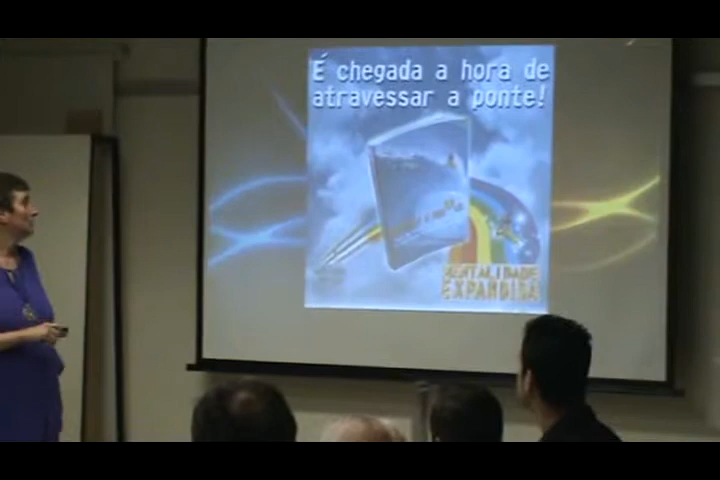 É chegada a hora de
atravessar a ponte!
MENTALIDADE
EXPANDIDA